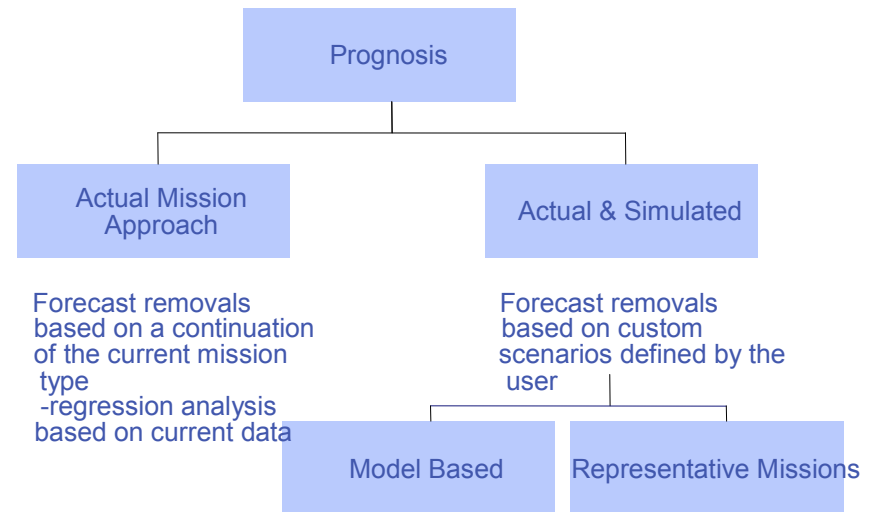 Prognosis
Actual Mission
Approach
Actual & Simulated
Forecast removals
based on a continuation
of the current mission
type
-regression analysis
based on current data
Forecast removals
based on custom
scenarios defined by the
user
Model Based
Representative Missions